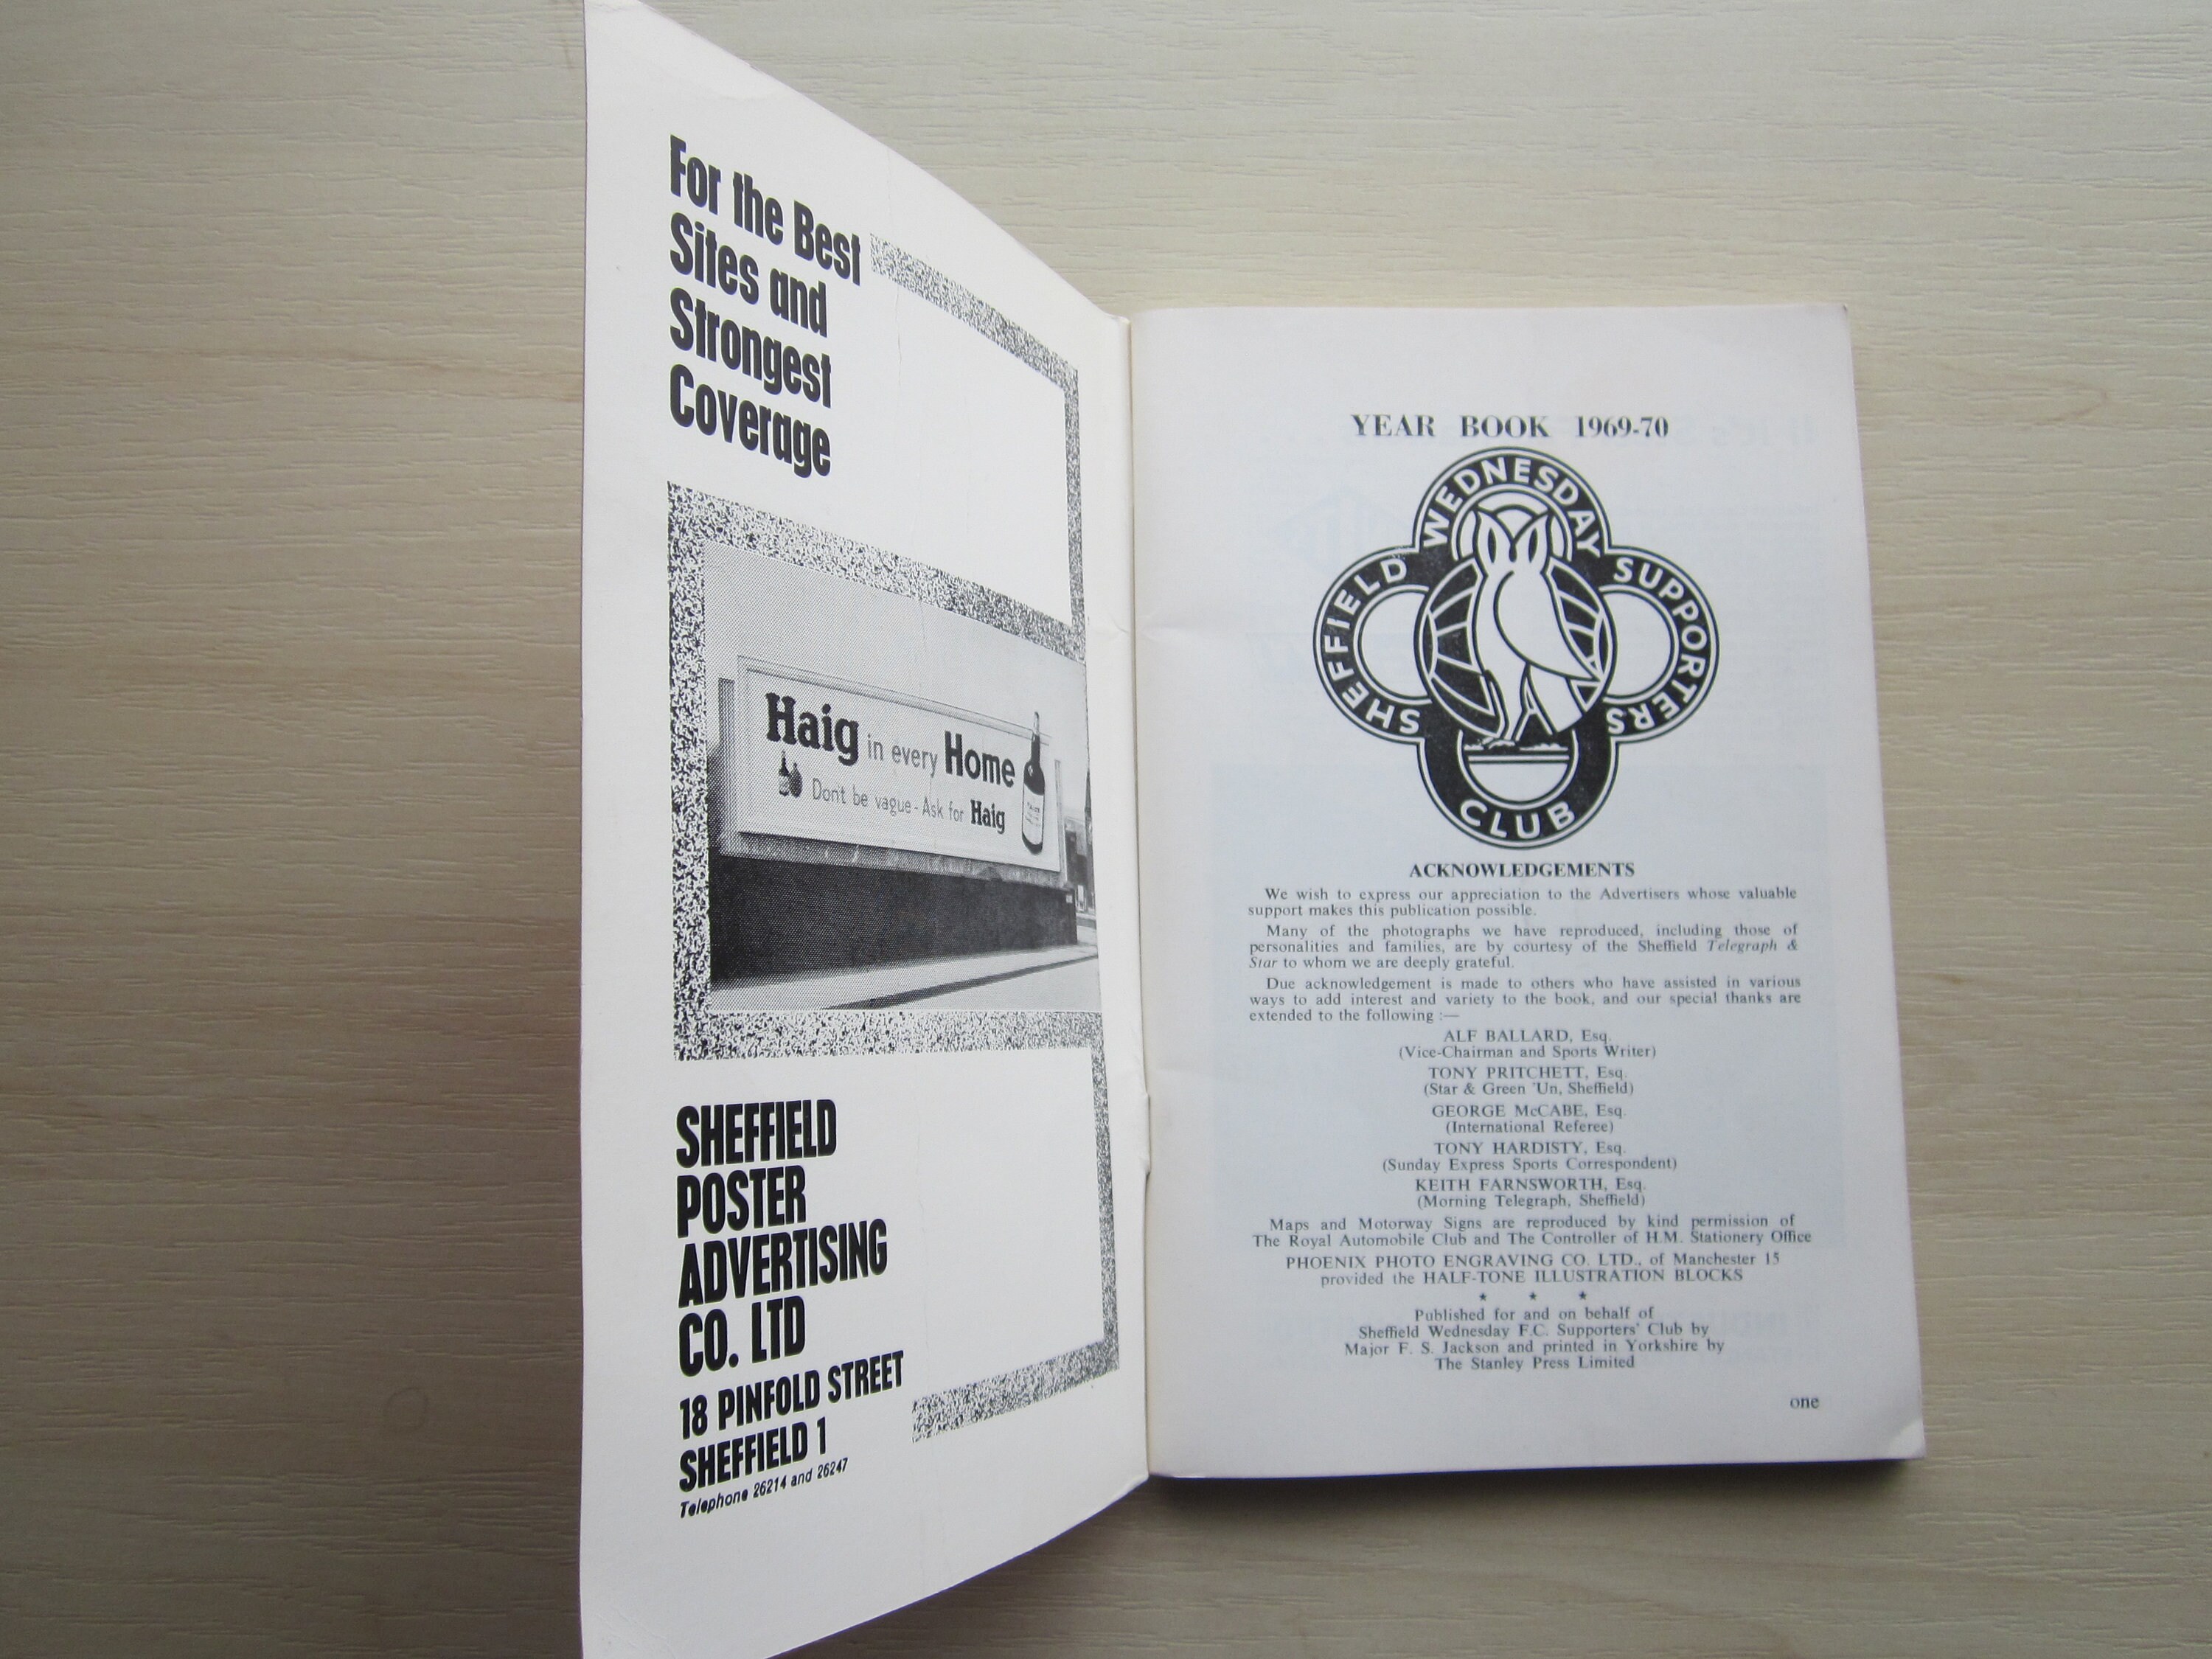 For the Best
Sites and
Strongest
Coverage
Haig in every Home
Don't be vague - Ask for Haig
SHEFFIELD
POSTER
ADVERTISING
CO. LTD
18 PINFOLD STREET
SHEFFIELD 1
Telephone 26214 and 26247
YEAR BOOK 1969-70
SHEFFIELD WEDNESDAY SUPPORTERS
CLUB
ACKNOWLEDGEMENTS
We wish to express our appreciation to the Advertisers whose valuable
support makes this publication possible.
Many of the photographs we have reproduced, including those of
personalities and families, are by courtesy of the Sheffield Telegraph &
Star to whom we are deeply grateful.
Due acknowledgement is made to others who have assisted in various
ways to add interest and variety to the book, and our special thanks are
extended to the following :—
ALF BALLARD, Esq.
(Vice-Chairman and Sports Writer)
TONY PRITCHETT, Esq.
(Star & Green 'Un, Sheffield)
GEORGE McCABE, Esq.
(International Referee)
TONY HARDISTY, Esq.
(Sunday Express Sports Correspondent)
KEITH FARNSWORTH, Esq.
(Morning Telegraph, Sheffield)
Maps and Motorway Signs are reproduced by kind permission of
The Royal Automobile Club and The Controller of H.M. Stationery Office
PHOENIX PHOTO ENGRAVING CO. LTD., of Manchester 15
provided the HALF-TONE ILLUSTRATION BLOCKS
* * *
Published for and on behalf of
Sheffield Wednesday F.C. Supporters' Club by
Major F. S. Jackson and printed in Yorkshire by
The Stanley Press Limited
one